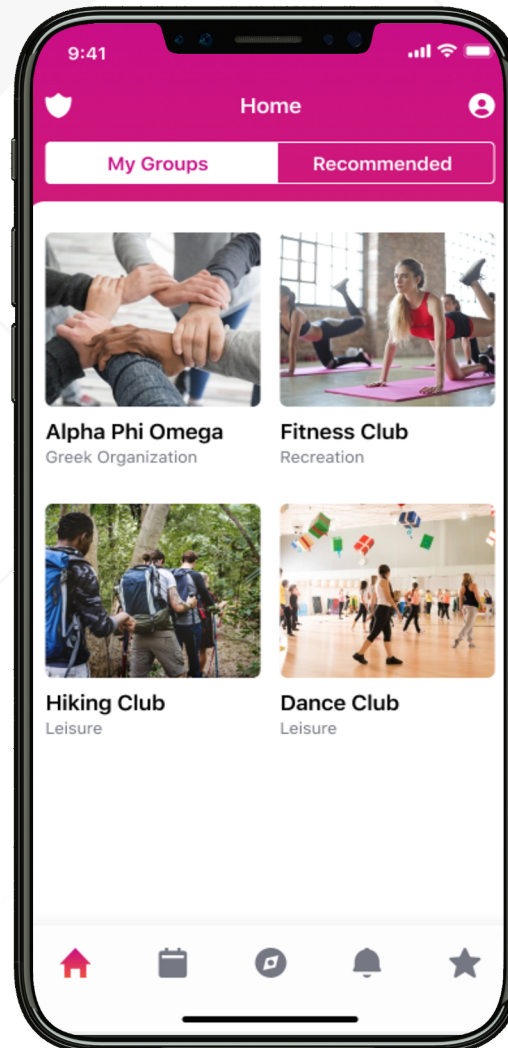 9:41
Home
My Groups
Recommended
Alpha Phi Omega
Greek Organization
Fitness Club
Recreation
Hiking Club
Leisure
Dance Club
Leisure